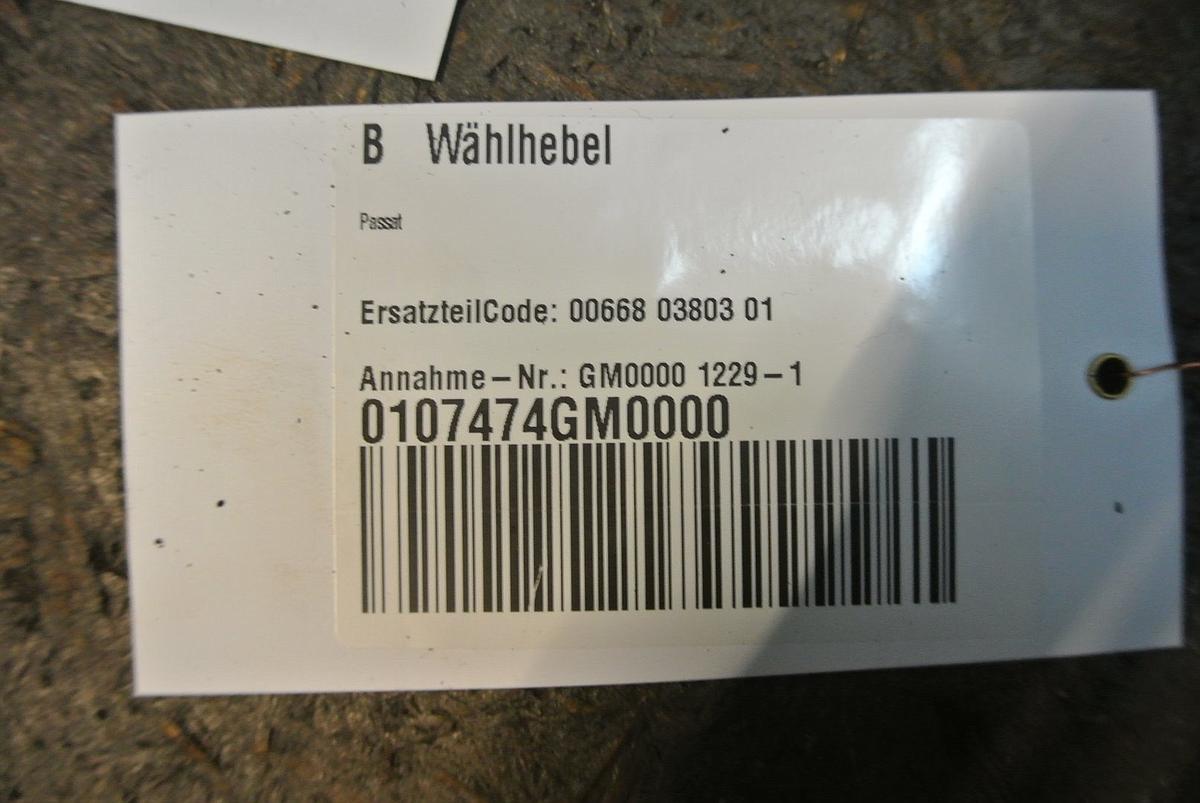 B Wählhebel
Passat
ErsatzteilCode: 00668 03803 01
Annahme-Nr.: GM0000 1229-1
0107474GM0000